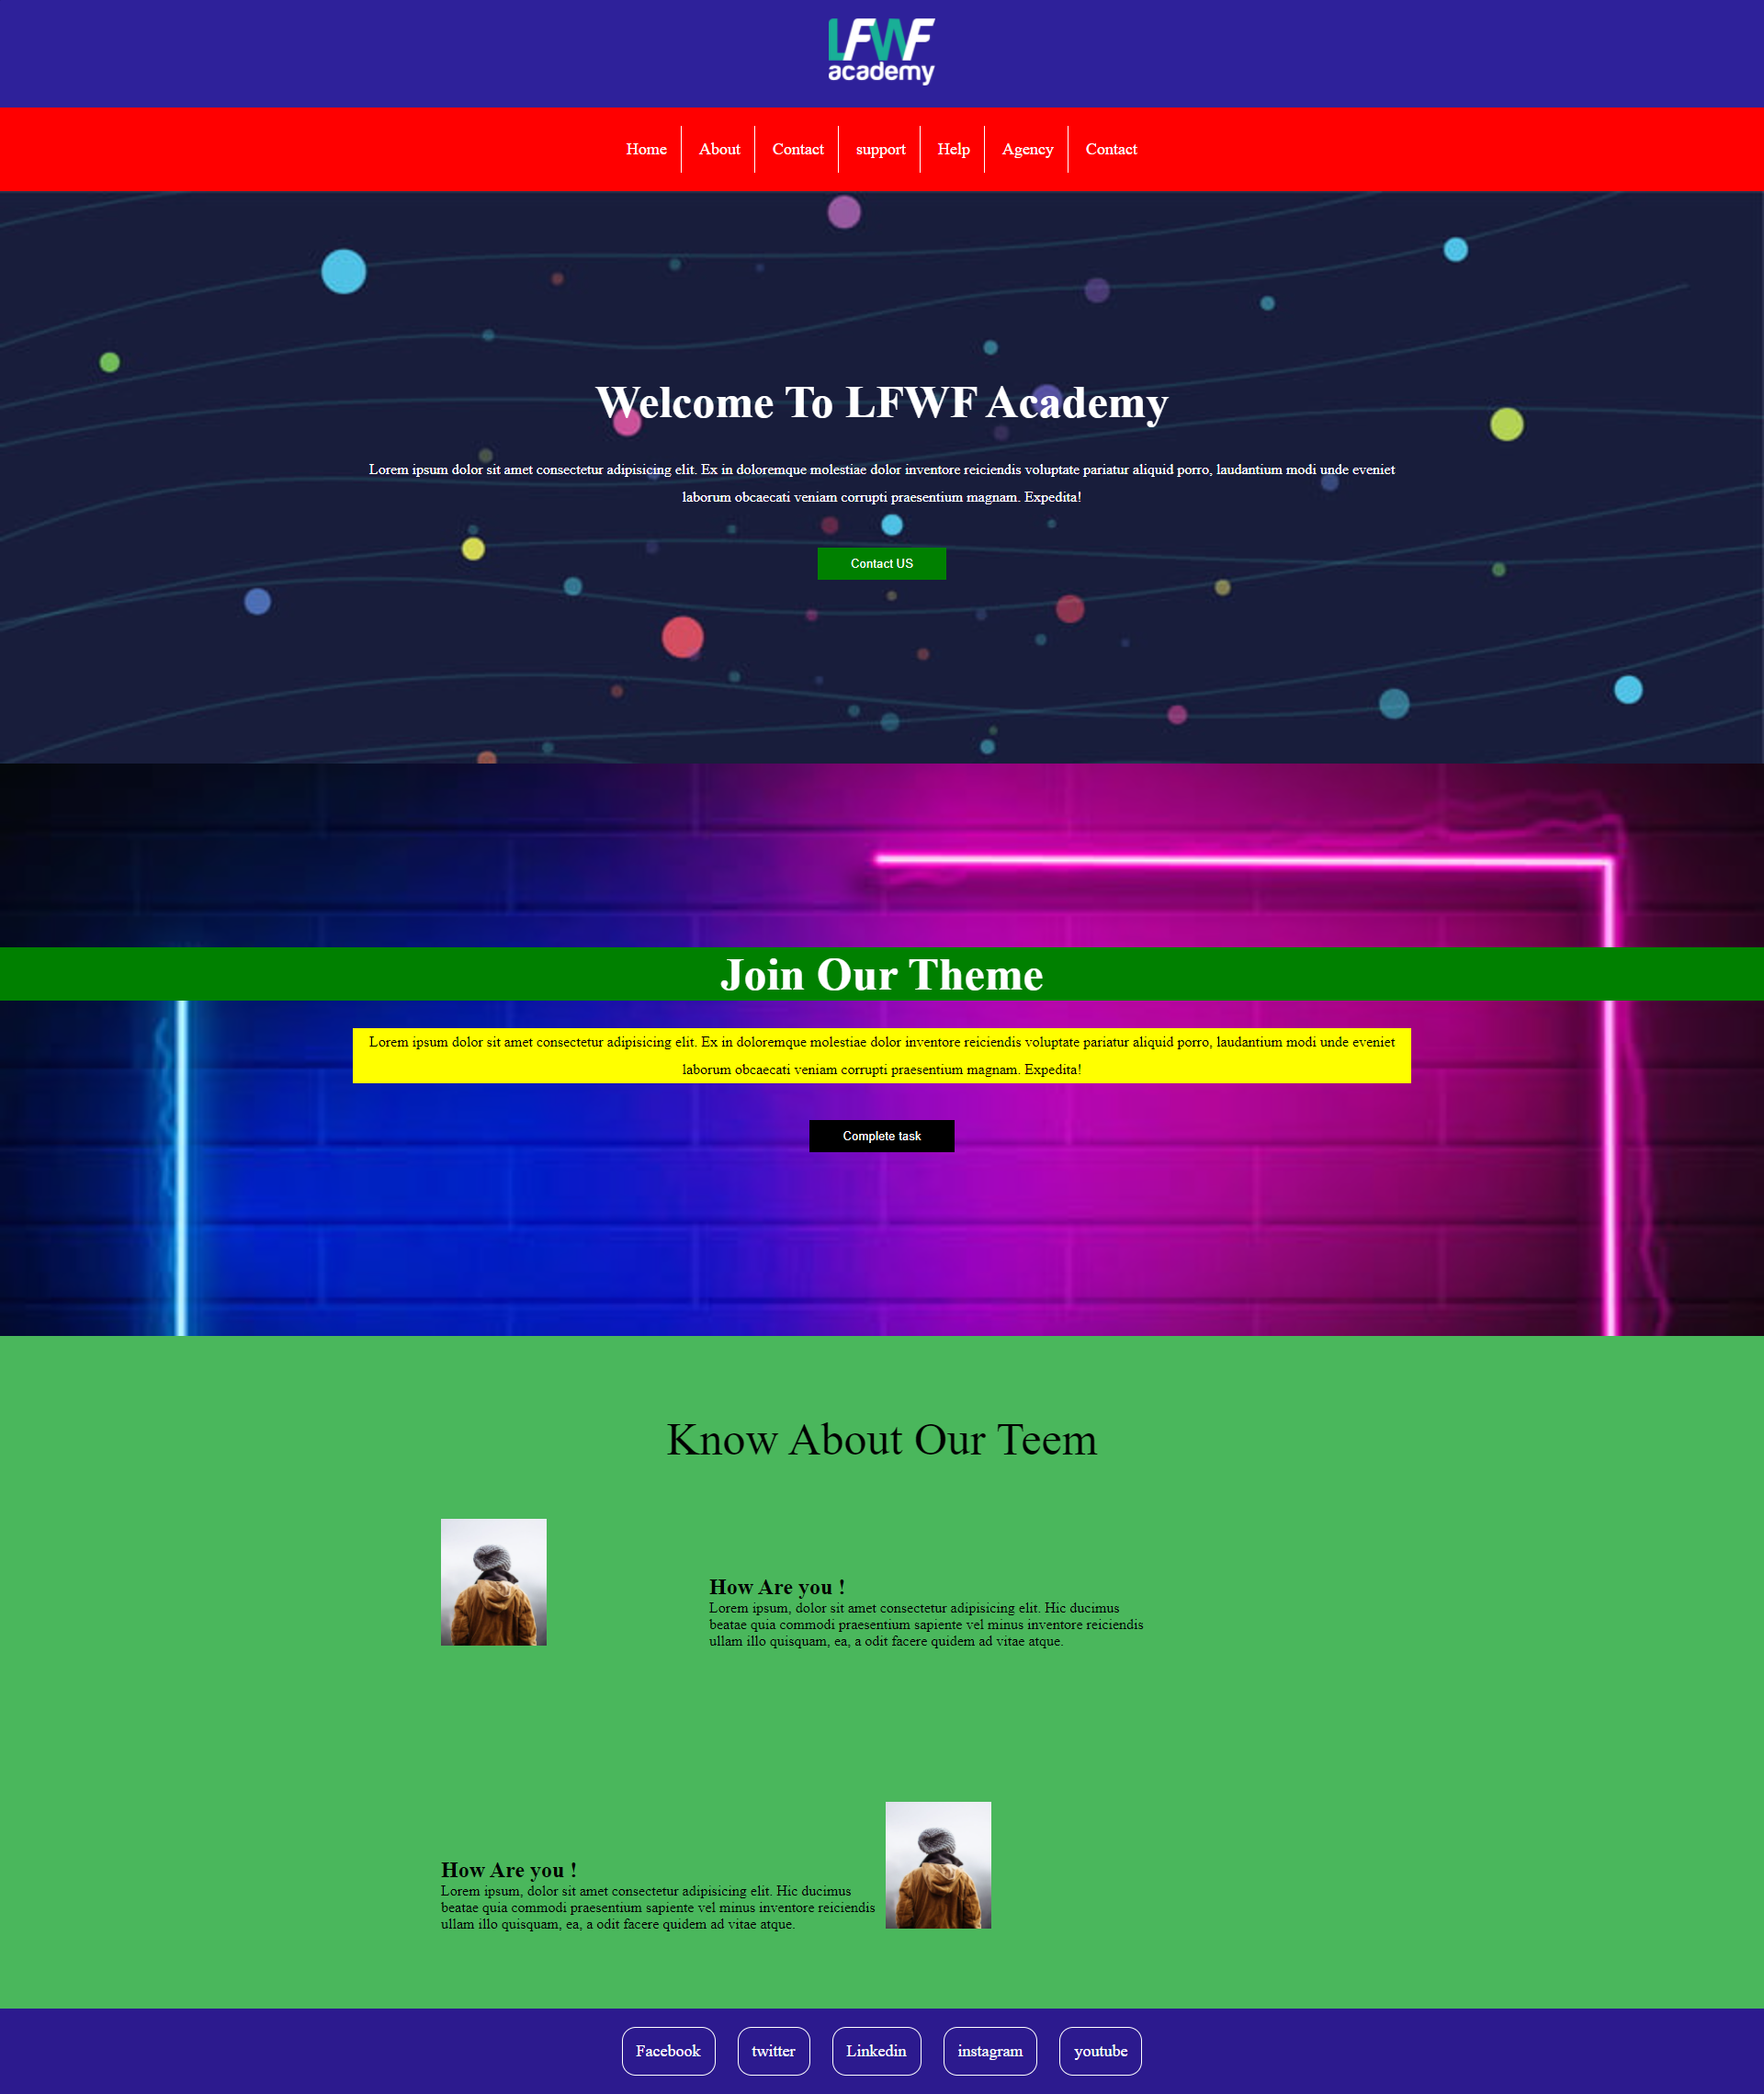 LFWF
academy
Home About Contact support Help Agency Contact
Welcome To LFWF Academy
Lorem ipsum dolor sit amet consectetur adipisicing elit. Ex in doloremque molestiae dolor inventore reiciendis voluptate pariatur aliquid porro, laudantium modi unde eveniet
laborum obcaecati veniam corrupti praesentium magnam. Expedita!
Contact US
Join Our Theme
Lorem ipsum dolor sit amet consectetur adipisicing elit. Ex in doloremque molestiae dolor inventore reiciendis voluptate pariatur aliquid porro, laudantium modi unde eveniet
laborum obcaecati veniam corrupti praesentium magnam. Expedita!
Complete task
Know About Our Teem
How Are you !
Lorem ipsum, dolor sit amet consectetur adipisicing elit. Hic ducimus
beatae quia commodi praesentium sapiente vel minus inventore reiciendis
ullam illo quisquam, ea, a odit facere quidem ad vitae atque.
How Are you !
Lorem ipsum, dolor sit amet consectetur adipisicing elit. Hic ducimus
beatae quia commodi praesentium sapiente vel minus inventore reiciendis
ullam illo quisquam, ea, a odit facere quidem ad vitae atque.
Facebook twitter Linkedin instagram youtube